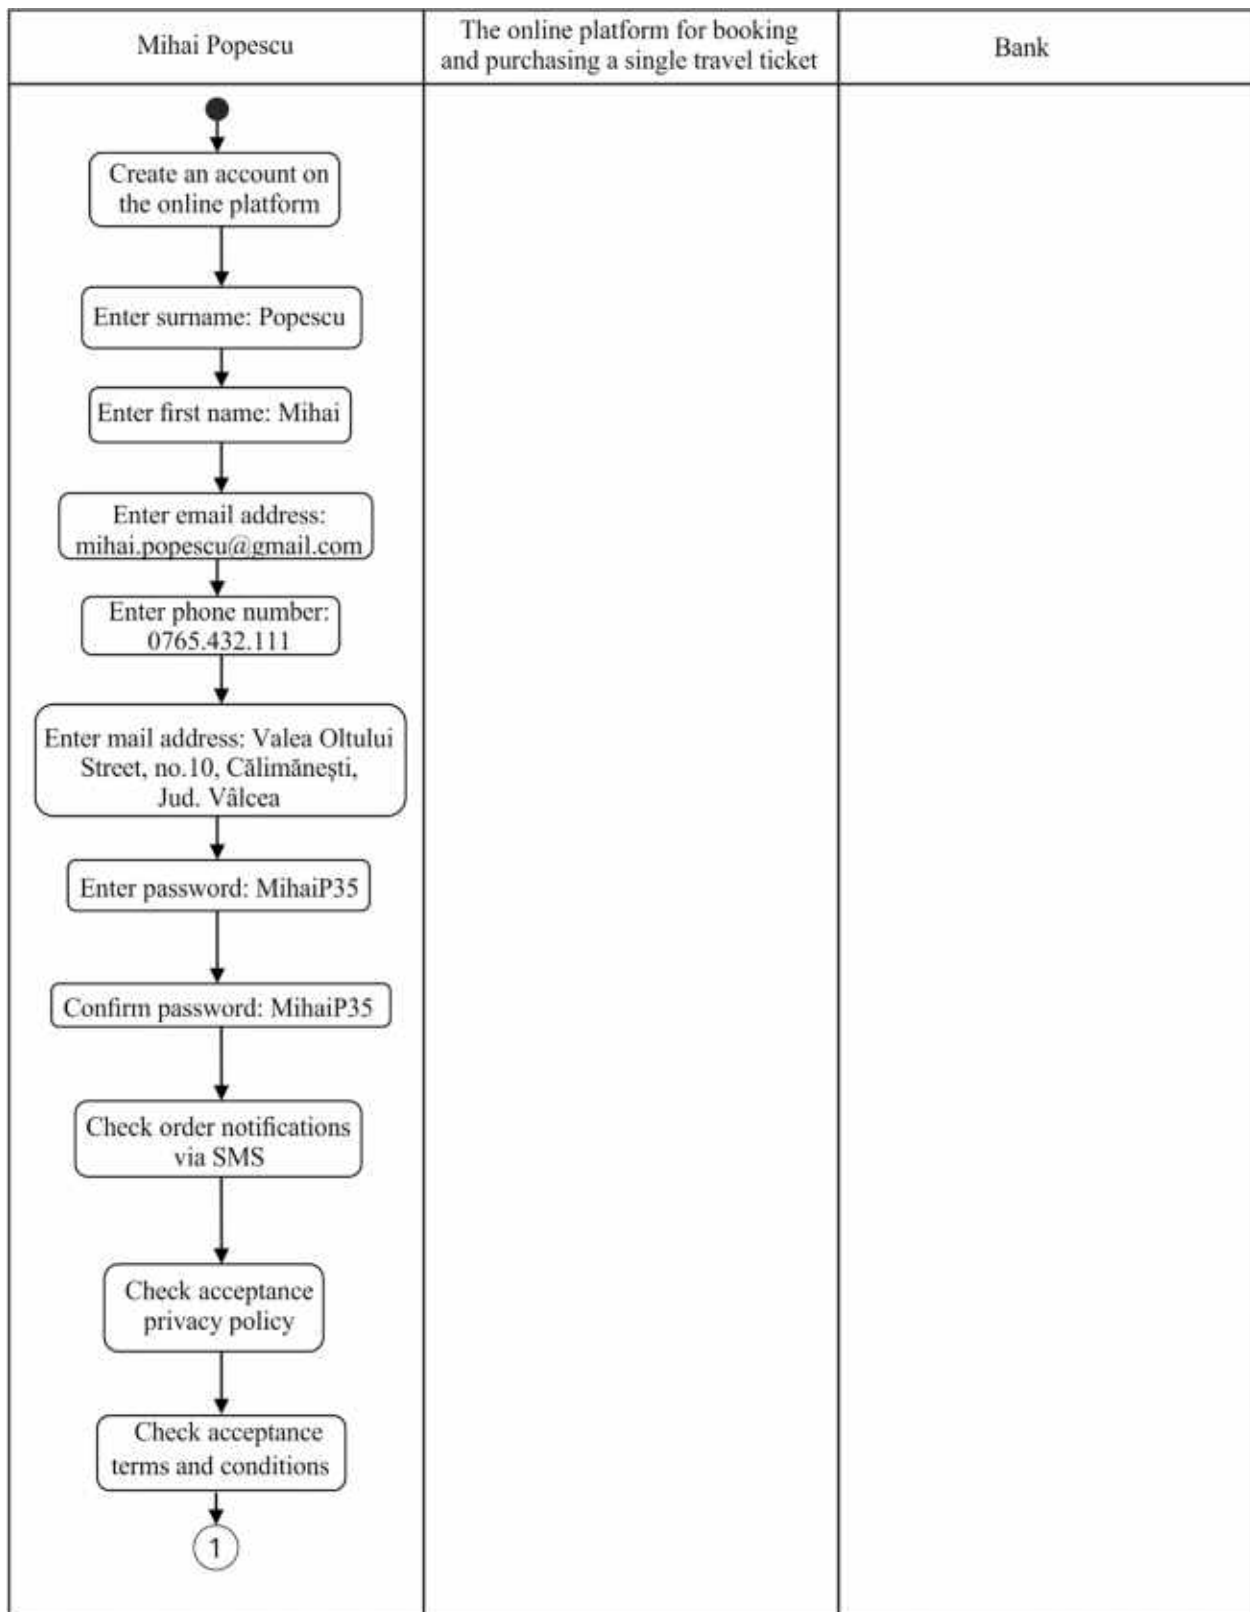 Mihai Popescu
The online platform for booking
and purchasing a single travel ticket
Bank
Create an account on
the online platform
Enter surname: Popescu
Enter first name: Mihai
Enter email address:
mihai.popescu@gmail.com
Enter phone number:
0765.432.111
Enter mail address: Valea Oltului
Street, no.10, Călimănești,
Jud. Vâlcea
Enter password: MihaiP35
Confirm password: MihaiP35
Check order notifications
via SMS
Check acceptance
privacy policy
Check acceptance
terms and conditions
1